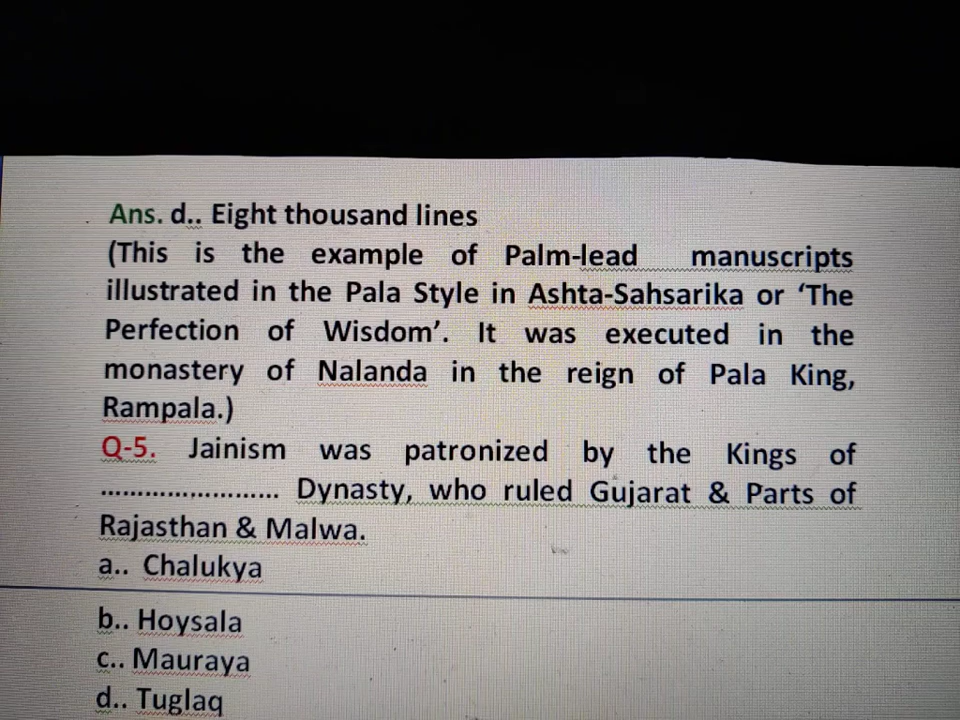 Ans. d.. Eight thousand lines
(This is the example of Palm-lead manuscripts
illustrated in the Pala Style in Ashta-Sahsarika or ‘The
Perfection of Wisdom’. It was executed in the
monastery of Nalanda in the reign of Pala King,
Rampala.)
Q-5. Jainism was patronized by the Kings of
........................ Dynasty, who ruled Gujarat & Parts of
Rajasthan & Malwa.
a.. Chalukya
b.. Hoysala
c.. Mauraya
d.. Tuglaq